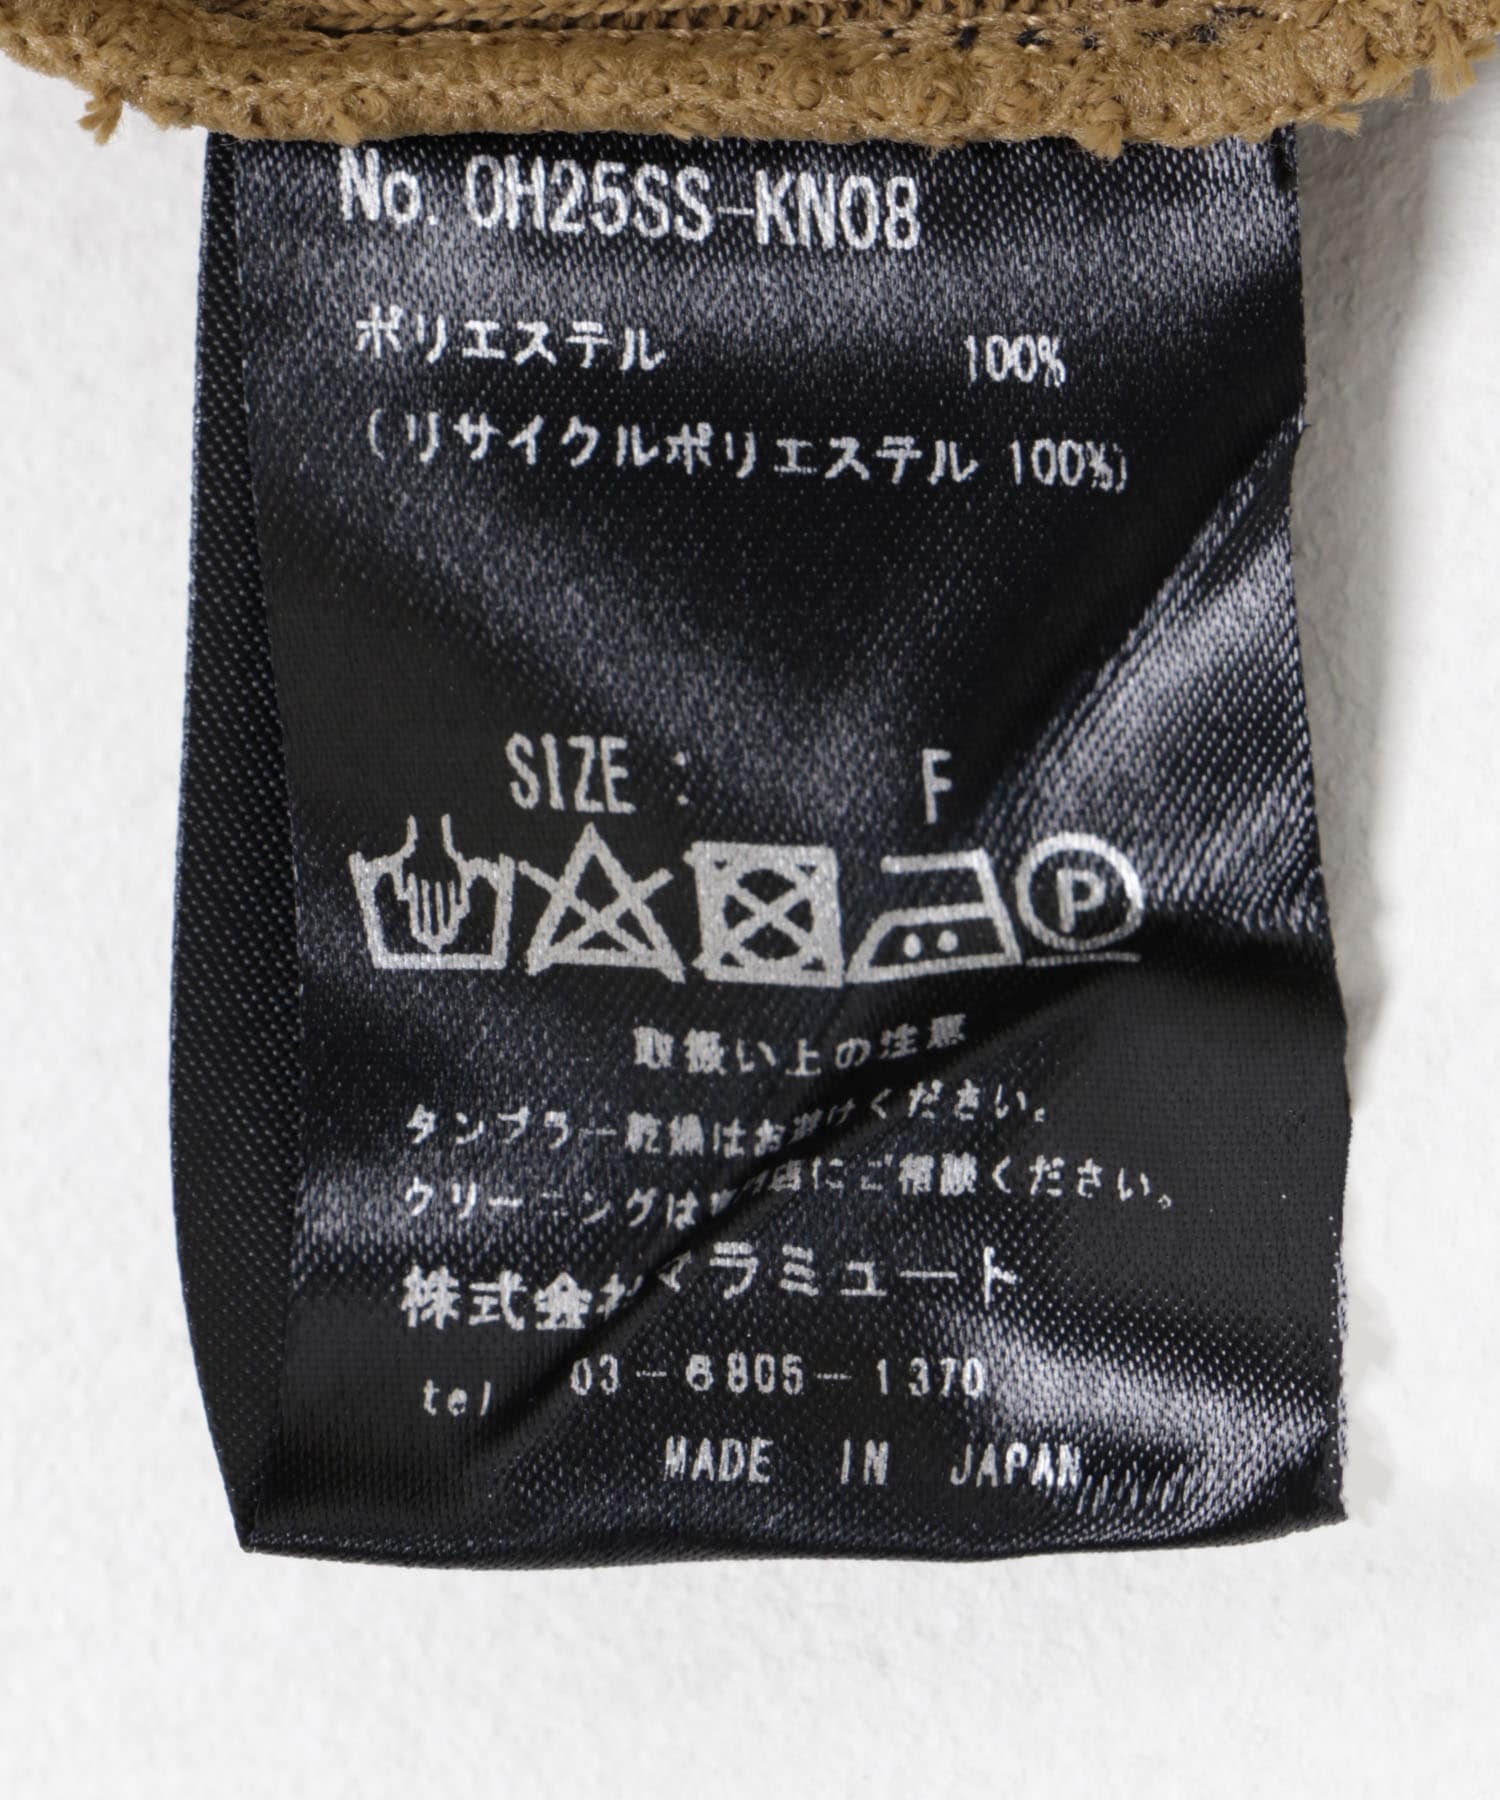 No. OH25SS-KN08
ポリエステル 100%
(リサイクルポリエステル 100%)
SIZE : F
P
取扱い上の注意
タンブラー乾燥はお避けください。
クリーニングは専門店にご相談ください。
株式会社マラミュート
tel 03-6805-1370
MADE IN JAPAN